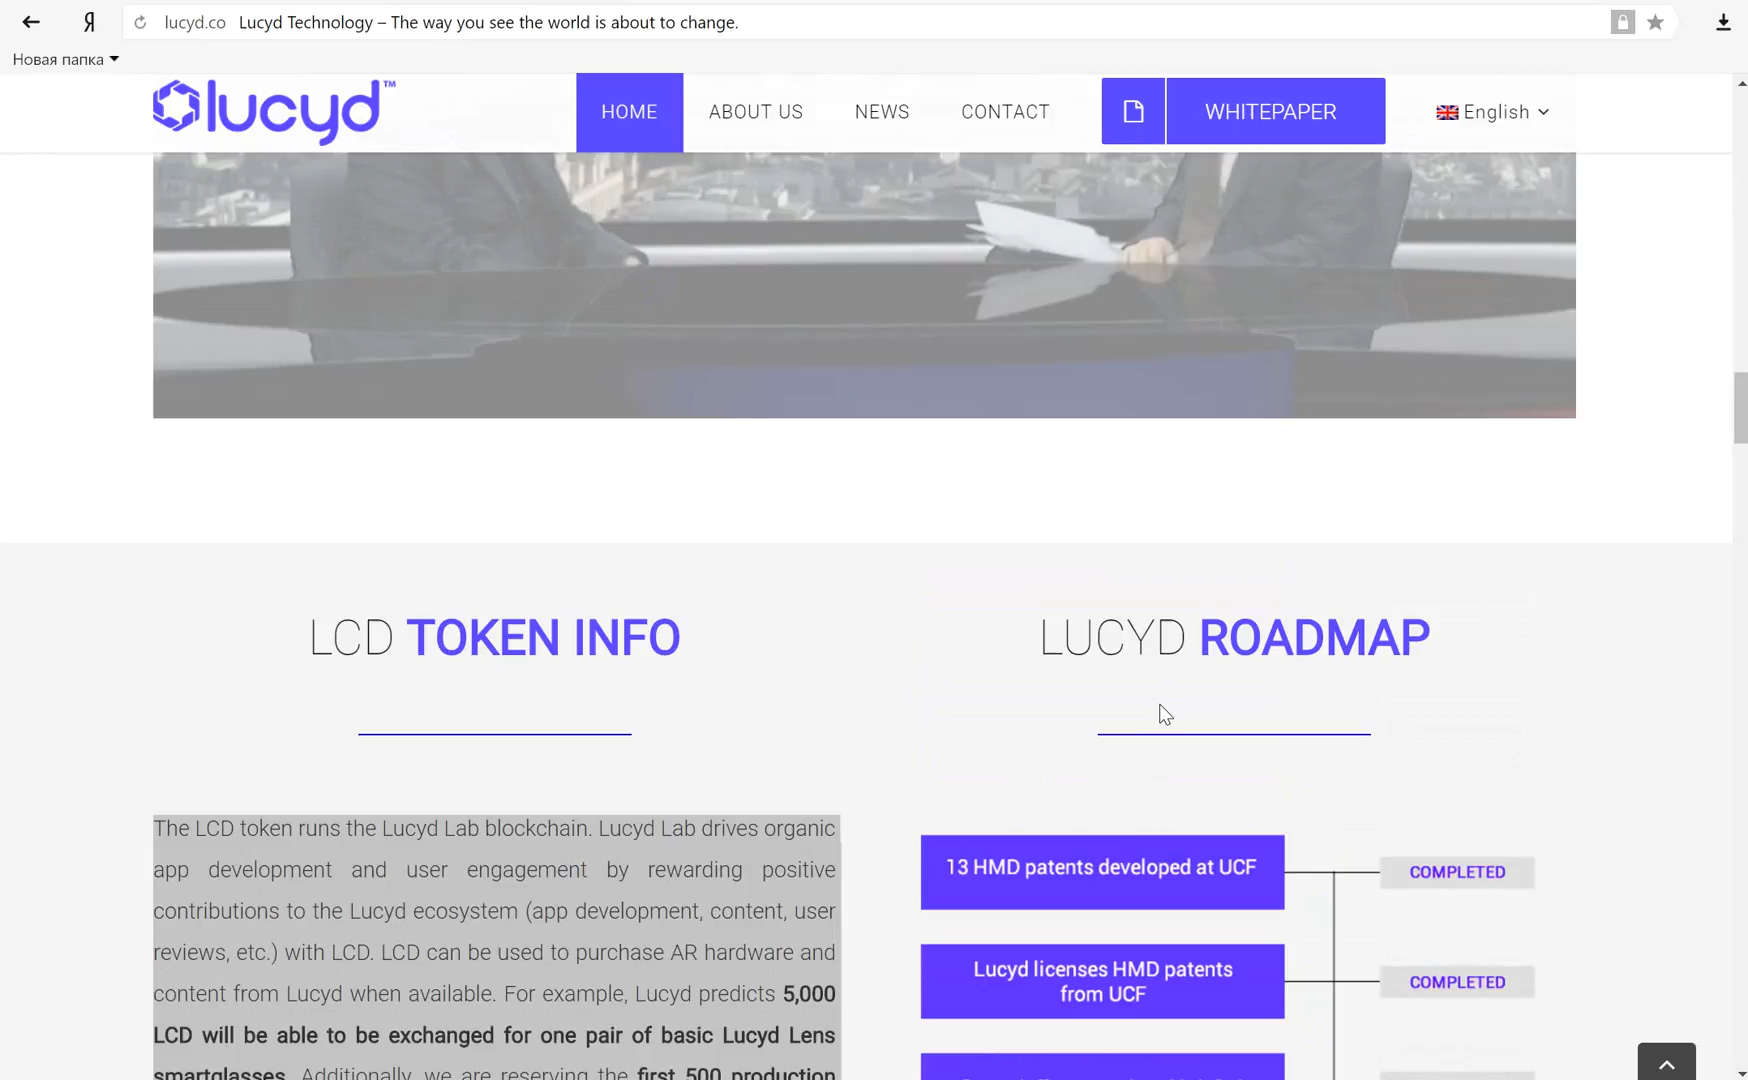 Я lucyd.co Lucyd Technology – The way you see the world is about to change.
Новая папка
lucyd™ HOME ABOUT US NEWS CONTACT WHITEPAPER English
LCD TOKEN INFO
The LCD token runs the Lucyd Lab blockchain. Lucyd Lab drives organic
app development and user engagement by rewarding positive
contributions to the Lucyd ecosystem (app development, content, user
reviews, etc.) with LCD. LCD can be used to purchase AR hardware and
content from Lucyd when available. For example, Lucyd predicts 5,000
LCD will be able to be exchanged for one pair of basic Lucyd Lens
smartglasses. Additionally, we are reserving the first 500 production
LUCYD ROADMAP
13 HMD patents developed at UCF COMPLETED
Lucyd licenses HMD patents
from UCF COMPLETED